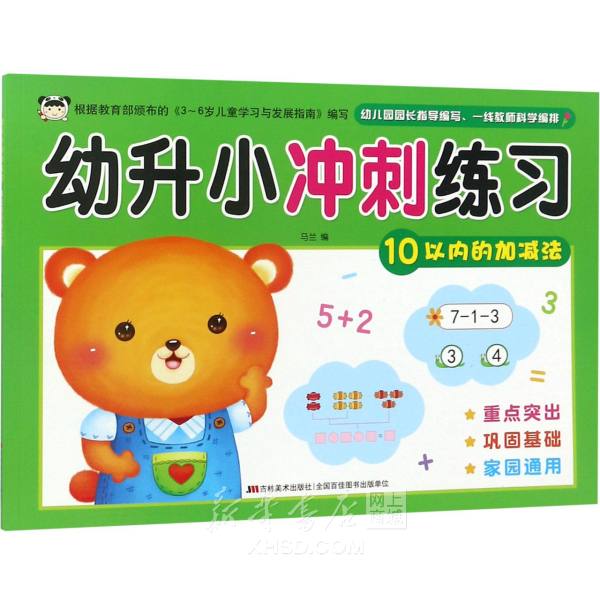 根据教育部颁布的《3～6岁儿童学习与发展指南》编写
幼儿园园长指导编写、一线教师科学编排
幼升小冲刺练习
马兰 编
10以内的加减法
5+2
7-1-3
3
3
4
=
+
重点突出
巩固基础
家园通用
吉林美术出版社|全国百佳图书出版单位
新华书店
网上商城
XHSD.COM